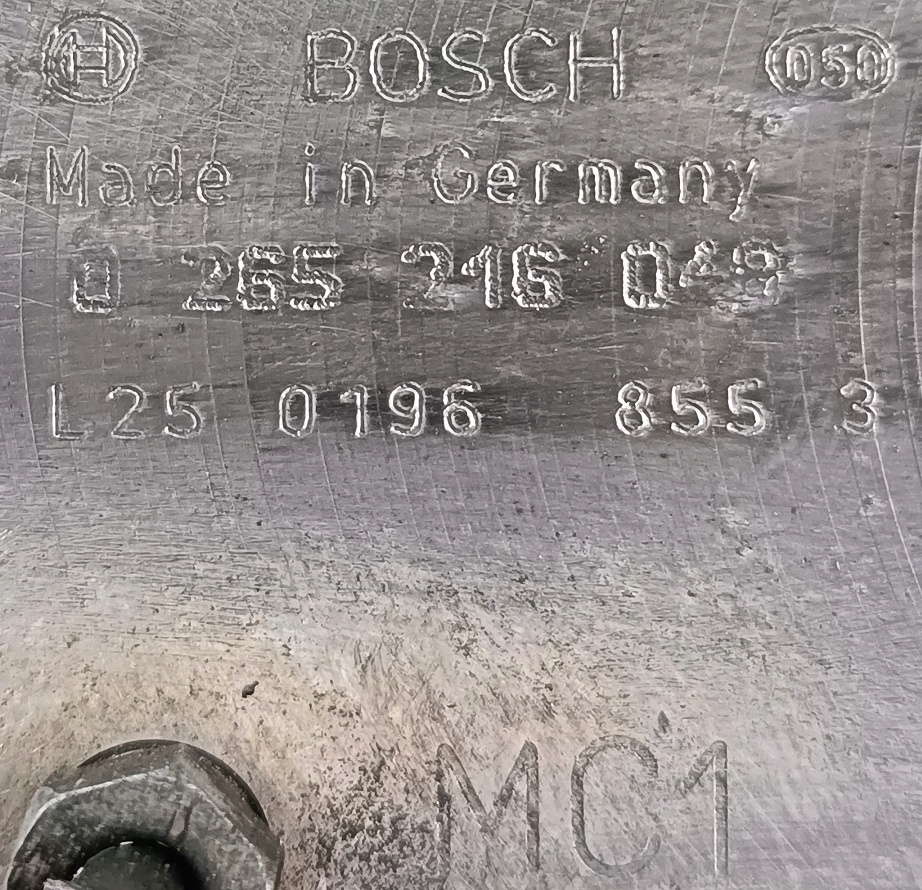 BOSCH 050
Made in Germany
0 265 216 048
L25 0196 855 3
MC1